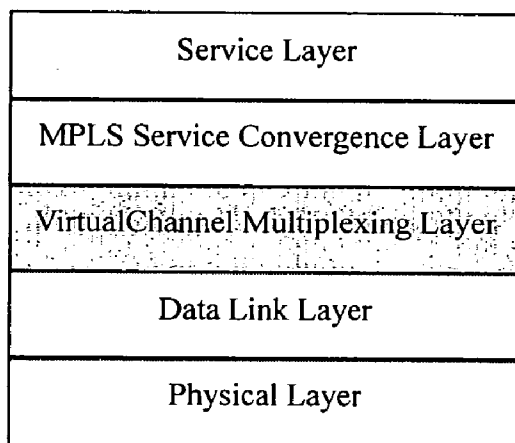 Service Layer
MPLS Service Convergence Layer
VirtualChannel Multiplexing Layer
Data Link Layer
Physical Layer